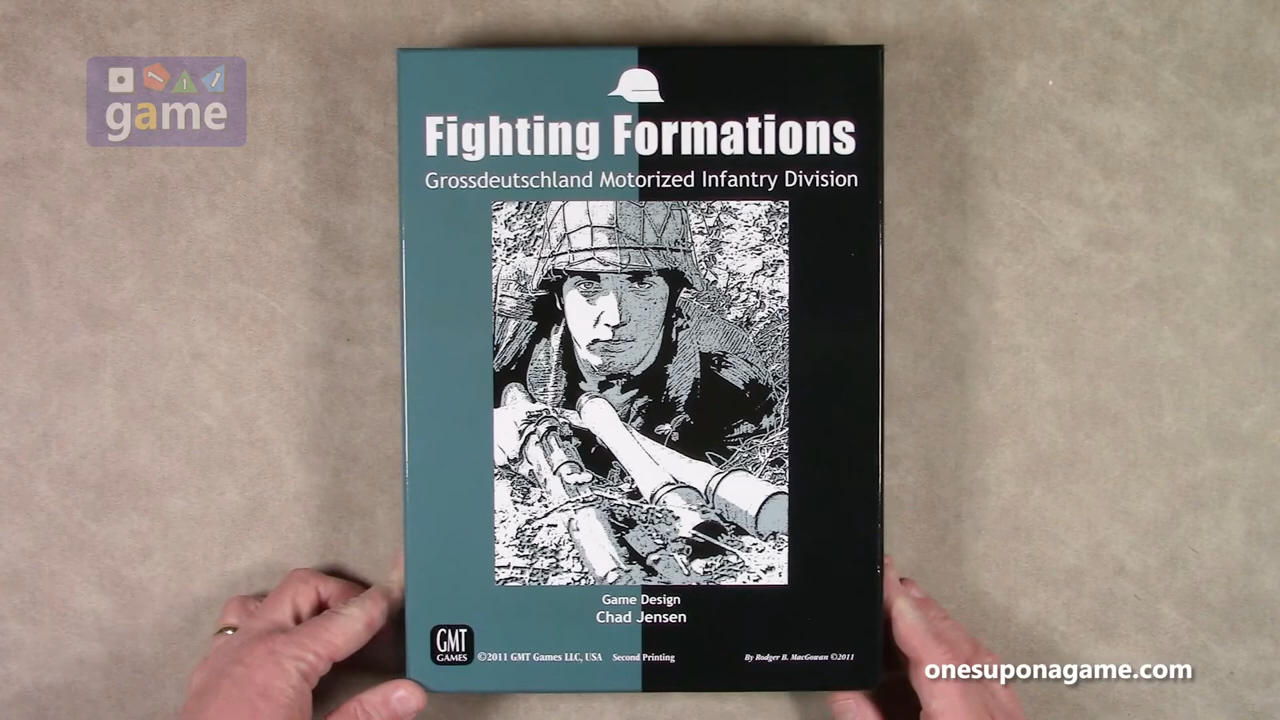 game
Fighting Formations
Grossdeutschland Motorized Infantry Division
Game Design
Chad Jensen
GMT
GAMES
©2011 GMT Games LLC, USA Second Printing
By Rodger B. MacGowan ©2011
onesuponagame.com